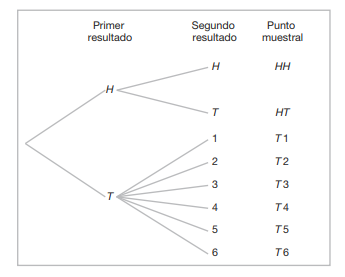 Primer resultado Segundo resultado Punto muestral
H HH
H
T HT
1 T1
2 T2
3 T3
T
4 T4
5 T5
6 T6